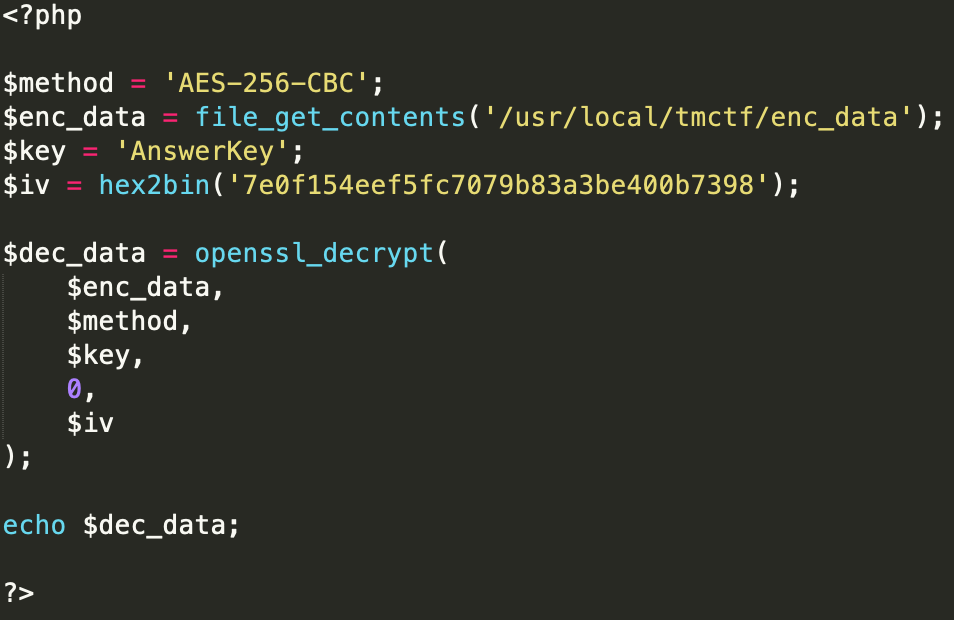 <?php
$method = 'AES-256-CBC';
$enc_data = file_get_contents('/usr/local/tmctf/enc_data');
$key = 'AnswerKey';
$iv = hex2bin('7e0f154eef5fc7079b83a3be400b7398');
$dec_data = openssl_decrypt(
$enc_data,
$method,
$key,
0,
$iv
);
echo $dec_data;
?>